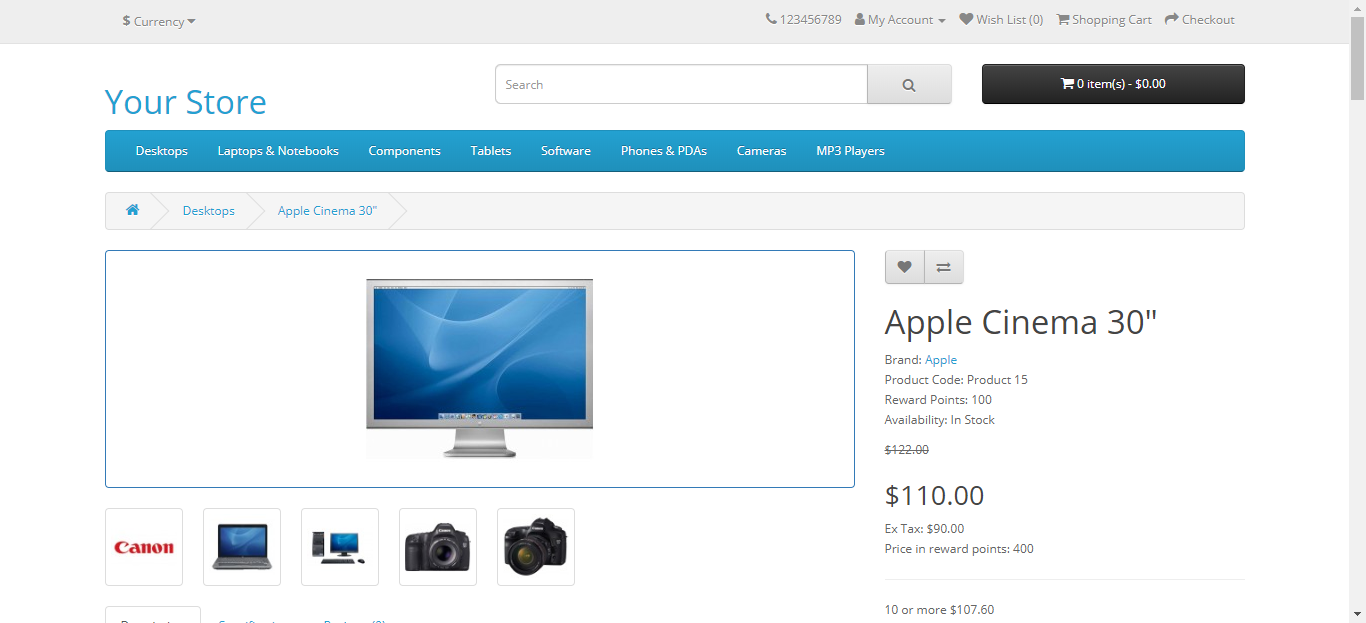 $ Currency
123456789 My Account Wish List (0) Shopping Cart Checkout
Your Store
Search
0 item(s) - $0.00
Desktops Laptops & Notebooks Components Tablets Software Phones & PDAs Cameras MP3 Players
Desktops Apple Cinema 30"
Apple Cinema 30"
Brand: Apple
Product Code: Product 15
Reward Points: 100
Availability: In Stock
$122.00
$110.00
Ex Tax: $90.00
Price in reward points: 400
10 or more $107.60
Canon